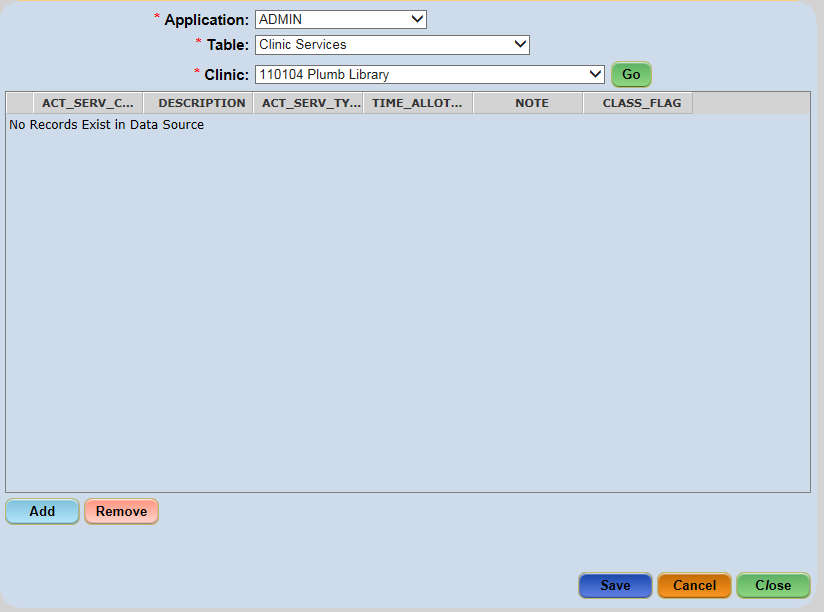 * Application: ADMIN
* Table: Clinic Services
* Clinic: 110104 Plumb Library Go
ACT_SERV_C... DESCRIPTION ACT_SERV_TY... TIME_ALLOT... NOTE CLASS_FLAG
No Records Exist in Data Source
Add Remove
Save Cancel Close